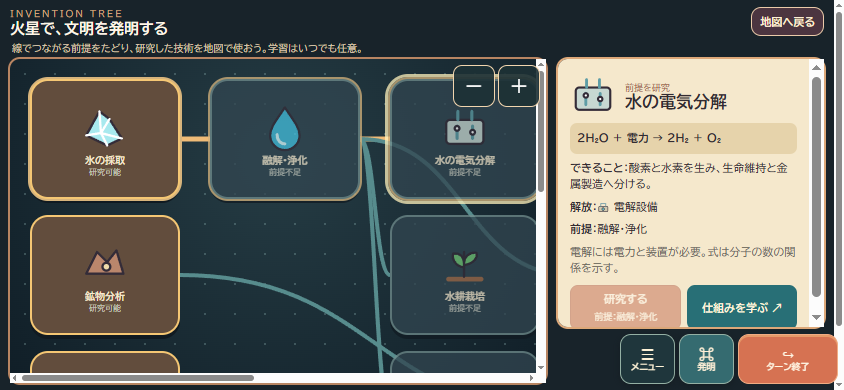 INVENTION TREE
火星で、文明を発明する
線でつながる前提をたどり、研究した技術を地図で使おう。学習はいつでも任意。
地図へ戻る
氷の採取
研究可能
融解・浄化
前提不足
水の電気分解
前提不足
鉱物分析
研究可能
水耕栽培
前提不足
前提を研究
水の電気分解
2H₂O + 電力 → 2H₂ + O₂
できること:酸素と水素を生み、生命維持と金
属製造へ分ける。
解放: 電解設備
前提:融解・浄化
電解には電力と装置が必要。式は分子の数の関
係を示す。
研究する
前提:融解・浄化
仕組みを学ぶ ↗
メニュー
発明
ターン終了